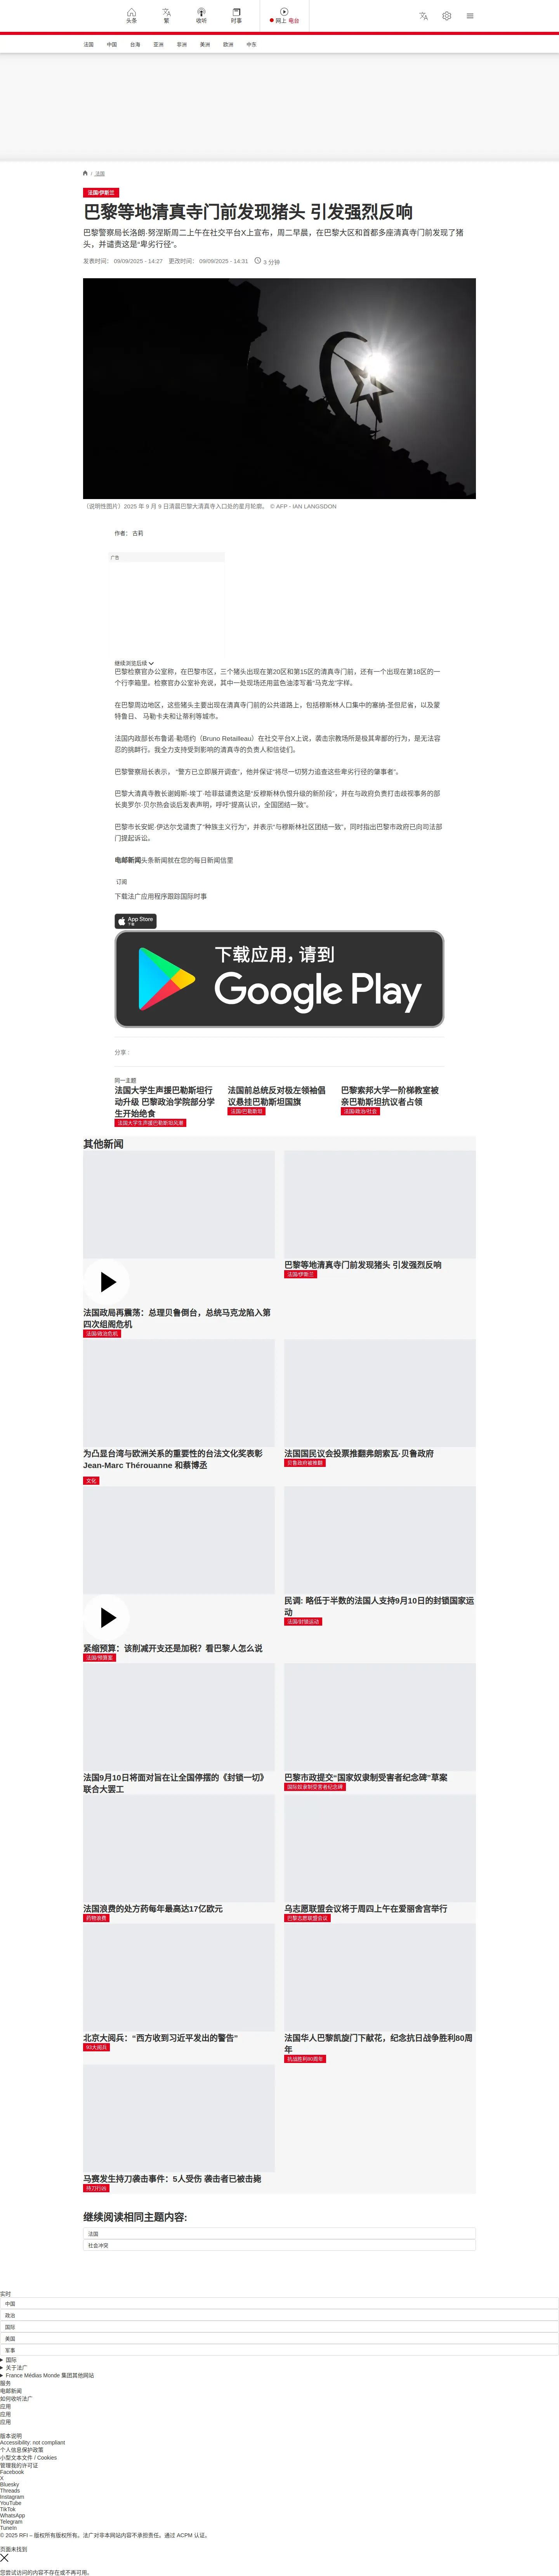 头条
繁
收听
时事
网上 电台
法国
中国
台海
亚洲
非洲
美洲
欧洲
中东
/ 法国
法国/伊斯兰
巴黎等地清真寺门前发现猪头 引发强烈反响
巴黎警察局长洛朗·努涅斯周二上午在社交平台X上宣布，周二早晨，在巴黎大区和首都多座清真寺门前发现了猪
头，并谴责这是“卑劣行径”。
发表时间： 09/09/2025 - 14:27 更改时间： 09/09/2025 - 14:31 3 分钟
（说明性图片）2025 年 9 月 9 日清晨巴黎大清真寺入口处的星月轮廓。 © AFP - IAN LANGSDON
作者： 古莉
广告
继续浏览后续
巴黎检察官办公室称，在巴黎市区，三个猪头出现在第20区和第15区的清真寺门前，还有一个出现在第18区的一
个行李箱里。检察官办公室补充说，其中一处现场还用蓝色油漆写着“马克龙”字样。
在巴黎周边地区，这些猪头主要出现在清真寺门前的公共道路上，包括穆斯林人口集中的塞纳-圣但尼省，以及蒙
特鲁日、 马勒卡夫和让蒂利等城市。
法国内政部长布鲁诺·勒塔约（Bruno Retailleau）在社交平台X上说，袭击宗教场所是极其卑鄙的行为，是无法容
忍的挑衅行。我全力支持受到影响的清真寺的负责人和信徒们。
巴黎警察局长表示， “警方已立即展开调查”，他并保证“将尽一切努力追查这些卑劣行径的肇事者”。
巴黎大清真寺教长谢姆斯-埃丁·哈菲兹谴责这是“反穆斯林仇恨升级的新阶段”，并在与政府负责打击歧视事务的部
长奥罗尔·贝尔热会谈后发表声明，呼吁“提高认识，全国团结一致”。
巴黎市长安妮·伊达尔戈谴责了“种族主义行为”，并表示“与穆斯林社区团结一致”，同时指出巴黎市政府已向司法部
门提起诉讼。
电邮新闻头条新闻就在您的每日新闻信里
订阅
下载法广应用程序跟踪国际时事
App Store
下载
下载应用，请到
Google Play
分享 :
同一主题
法国大学生声援巴勒斯坦行
动升级 巴黎政治学院部分学
生开始绝食
法国大学生声援巴勒斯坦风潮
法国前总统反对极左领袖倡
议悬挂巴勒斯坦国旗
法国/巴勒斯坦
巴黎索邦大学一阶梯教室被
亲巴勒斯坦抗议者占领
法国/政治/社会
其他新闻
法国政局再震荡：总理贝鲁倒台，总统马克龙陷入第
四次组阁危机
法国/政治危机
巴黎等地清真寺门前发现猪头 引发强烈反响
法国/伊斯兰
为凸显台湾与欧洲关系的重要性的台法文化奖表彰
Jean-Marc Thérouanne 和蔡博丞
文化
法国国民议会投票推翻弗朗索瓦·贝鲁政府
贝鲁政府被推翻
紧缩预算：该削减开支还是加税？看巴黎人怎么说
法国/预算案
民调: 略低于半数的法国人支持9月10日的封锁国家运
动
法国/封锁运动
法国9月10日将面对旨在让全国停摆的《封锁一切》
联合大罢工
巴黎市政提交“国家奴隶制受害者纪念碑”草案
国际奴隶制受害者纪念碑
法国浪费的处方药每年最高达17亿欧元
药物浪费
乌志愿联盟会议将于周四上午在爱丽舍宫举行
巴黎志愿联盟会议
北京大阅兵：“西方收到习近平发出的警告”
93大阅兵
法国华人巴黎凯旋门下献花，纪念抗日战争胜利80周
年
抗战胜利80周年
马赛发生持刀袭击事件：5人受伤 袭击者已被击毙
持刀行凶
继续阅读相同主题内容:
法国
社会冲突
实时
中国
政治
国际
美国
军事
国际
关于法广
France Médias Monde 集团其他网站
服务
电邮新闻
如何收听法广
应用
应用
应用
版本说明
Accessibility: not compliant
个人信息保护政策
小型文本文件 / Cookies
管理我的许可证
Facebook
X
Bluesky
Threads
Instagram
YouTube
TikTok
WhatsApp
Telegram
TuneIn
© 2025 RFI – 版权所有版权所有。法广对非本网站内容不承担责任。通过 ACPM 认证。
页面未找到
您尝试访问的内容不存在或不再可用。